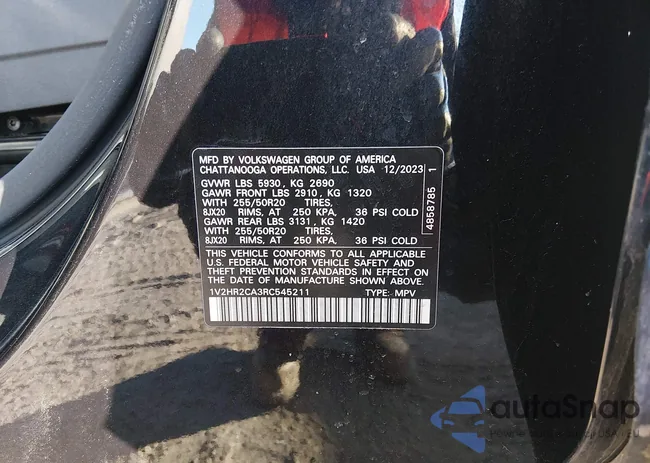 MFD BY VOLKSWAGEN GROUP OF AMERICA
CHATTANOOGA OPERATIONS, LLC. USA 12/2023
GVWR LBS 5930, KG 2690
GAWR FRONT LBS 2910, KG 1320
WITH 255/50R20 TIRES,
8JX20 RIMS, AT 250 KPA, 36 PSI COLD
GAWR REAR LBS 3131, KG 1420
WITH 255/50R20 TIRES,
8JX20 RIMS, AT 250 KPA, 36 PSI COLD
THIS VEHICLE CONFORMS TO ALL APPLICABLE
U.S. FEDERAL MOTOR VEHICLE SAFETY AND
THEFT PREVENTION STANDARDS IN EFFECT ON
THE DATE OF MANUFACTURE SHOWN ABOVE.
1V2HR2CA3RC545211 TYPE: MPV
4858785 1
autoSnap